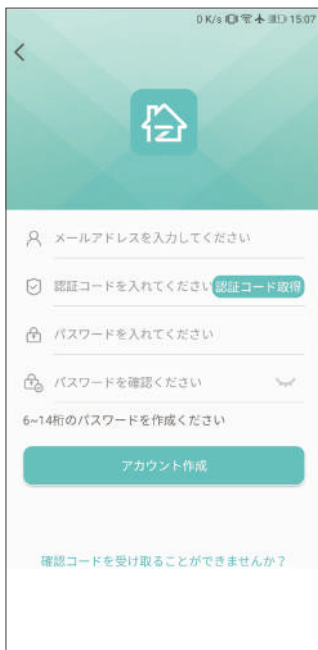 0 K/s 15:07
メールアドレスを入力してください
認証コードを入れてください 認証コード取得
パスワードを入れてください
パスワードを確認ください
6~14桁のパスワードを作成ください
アカウント作成
確認コードを受け取ることができませんか？